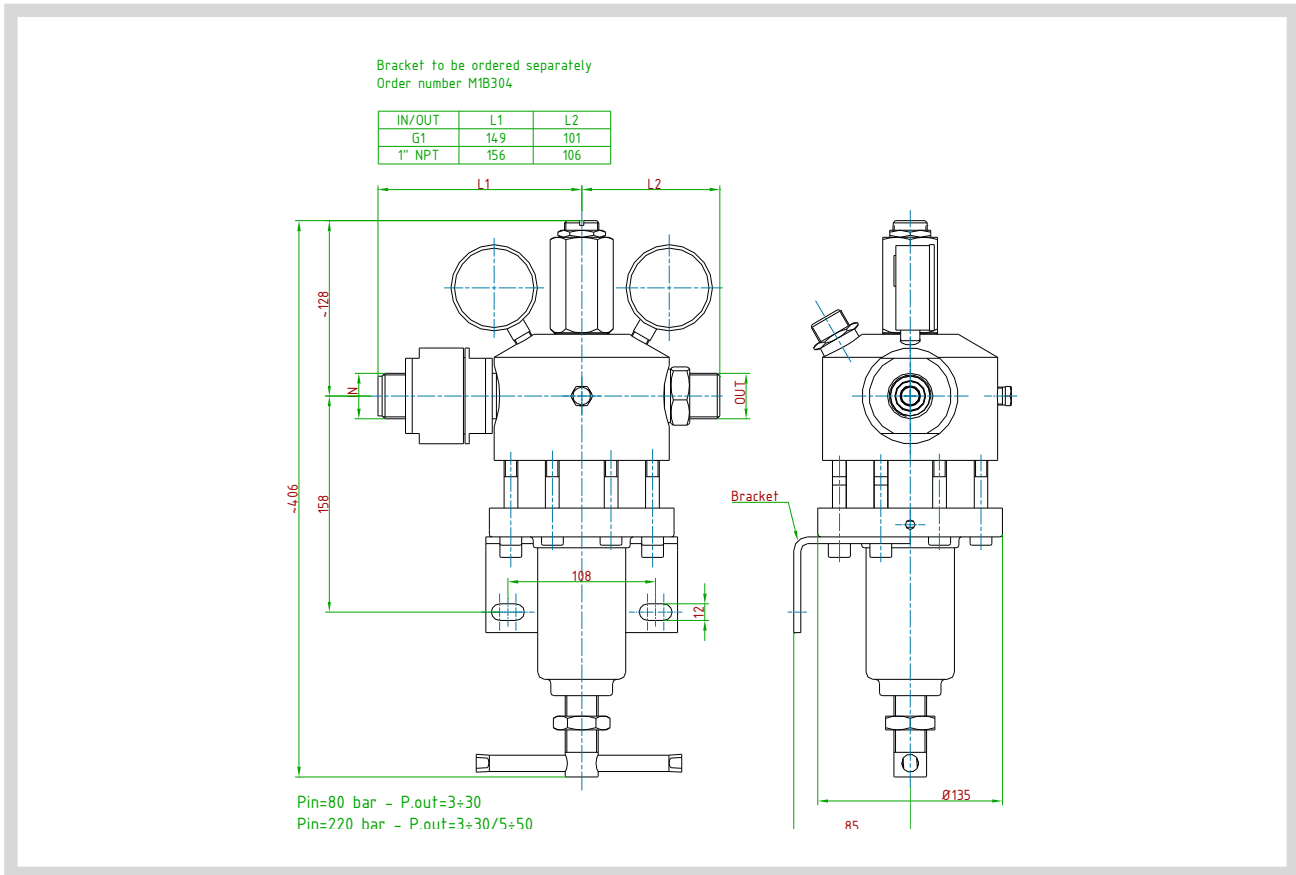 Bracket to be ordered separately
Order number M1B304
IN/OUT L1 L2
G1 149 101
1" NPT 156 106
L1 L2
~128
IN
OUT
~406
158
Bracket
108
12
Ø135
85
Pin=80 bar - P.out=3÷30
Pin=220 bar - P.out=3÷30/5÷50